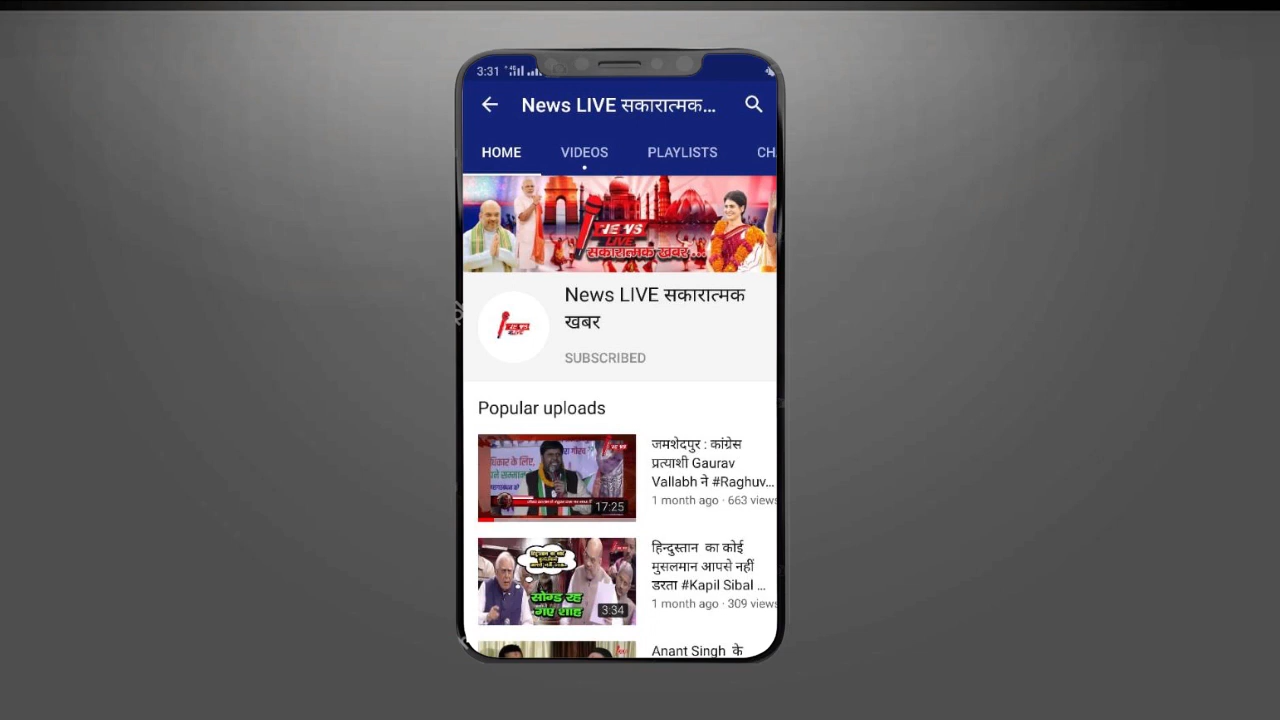 3:31
News LIVE सकारात्मक...
HOME
VIDEOS
PLAYLISTS
CH
NEWS
LIVE
सकारात्मक खबर ...
News LIVE सकारात्मक
खबर
SUBSCRIBED
Popular uploads
धिकार के लिए,
17:25
जमशेदपुर : कांग्रेस
प्रत्याशी Gaurav
Vallabh ने #Raghuv...
1 month ago · 663 views
सोचते रह
गए शाह
3:34
हिन्दुस्तान का कोई
मुसलमान आपसे नहीं
डरता #Kapil Sibal ...
1 month ago · 309 views
Anant Singh के